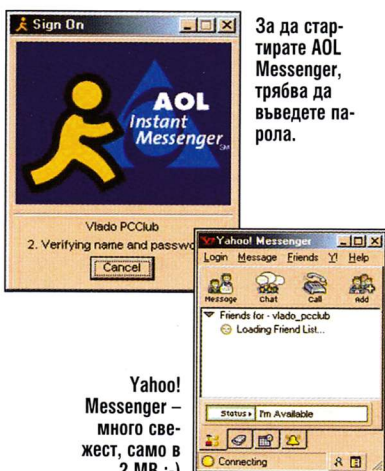 Sign On
AOL
Instant
Messenger
SM
Vlado PCClub
2. Verifying name and passwo
Cancel
За да стар-
тирате AOL
Messenger,
трябва да
въведете па-
рола.
Yahoo! Messenger
Login Message Friends Y! Help
Message Chat Call Add
Friends for - vlado_pcclub
Loading Friend List...
Status I'm Available
Connecting
Yahoo!
Messenger –
много све-
жест, само в
2 MB :-)